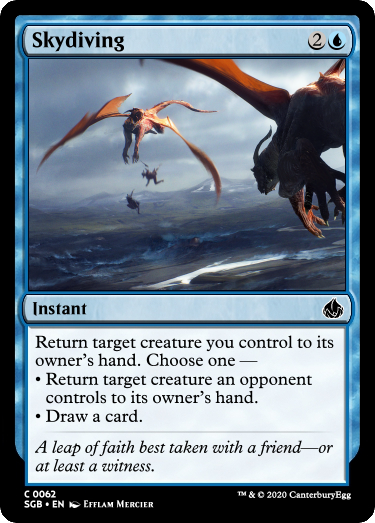 Skydiving 2
Instant
Return target creature you control to its
owner's hand. Choose one —
• Return target creature an opponent
controls to its owner's hand.
• Draw a card.
A leap of faith best taken with a friend—or
at least a witness.
C 0062
SGB • EN Efflam Mercier
™ & © 2020 CanterburyEgg